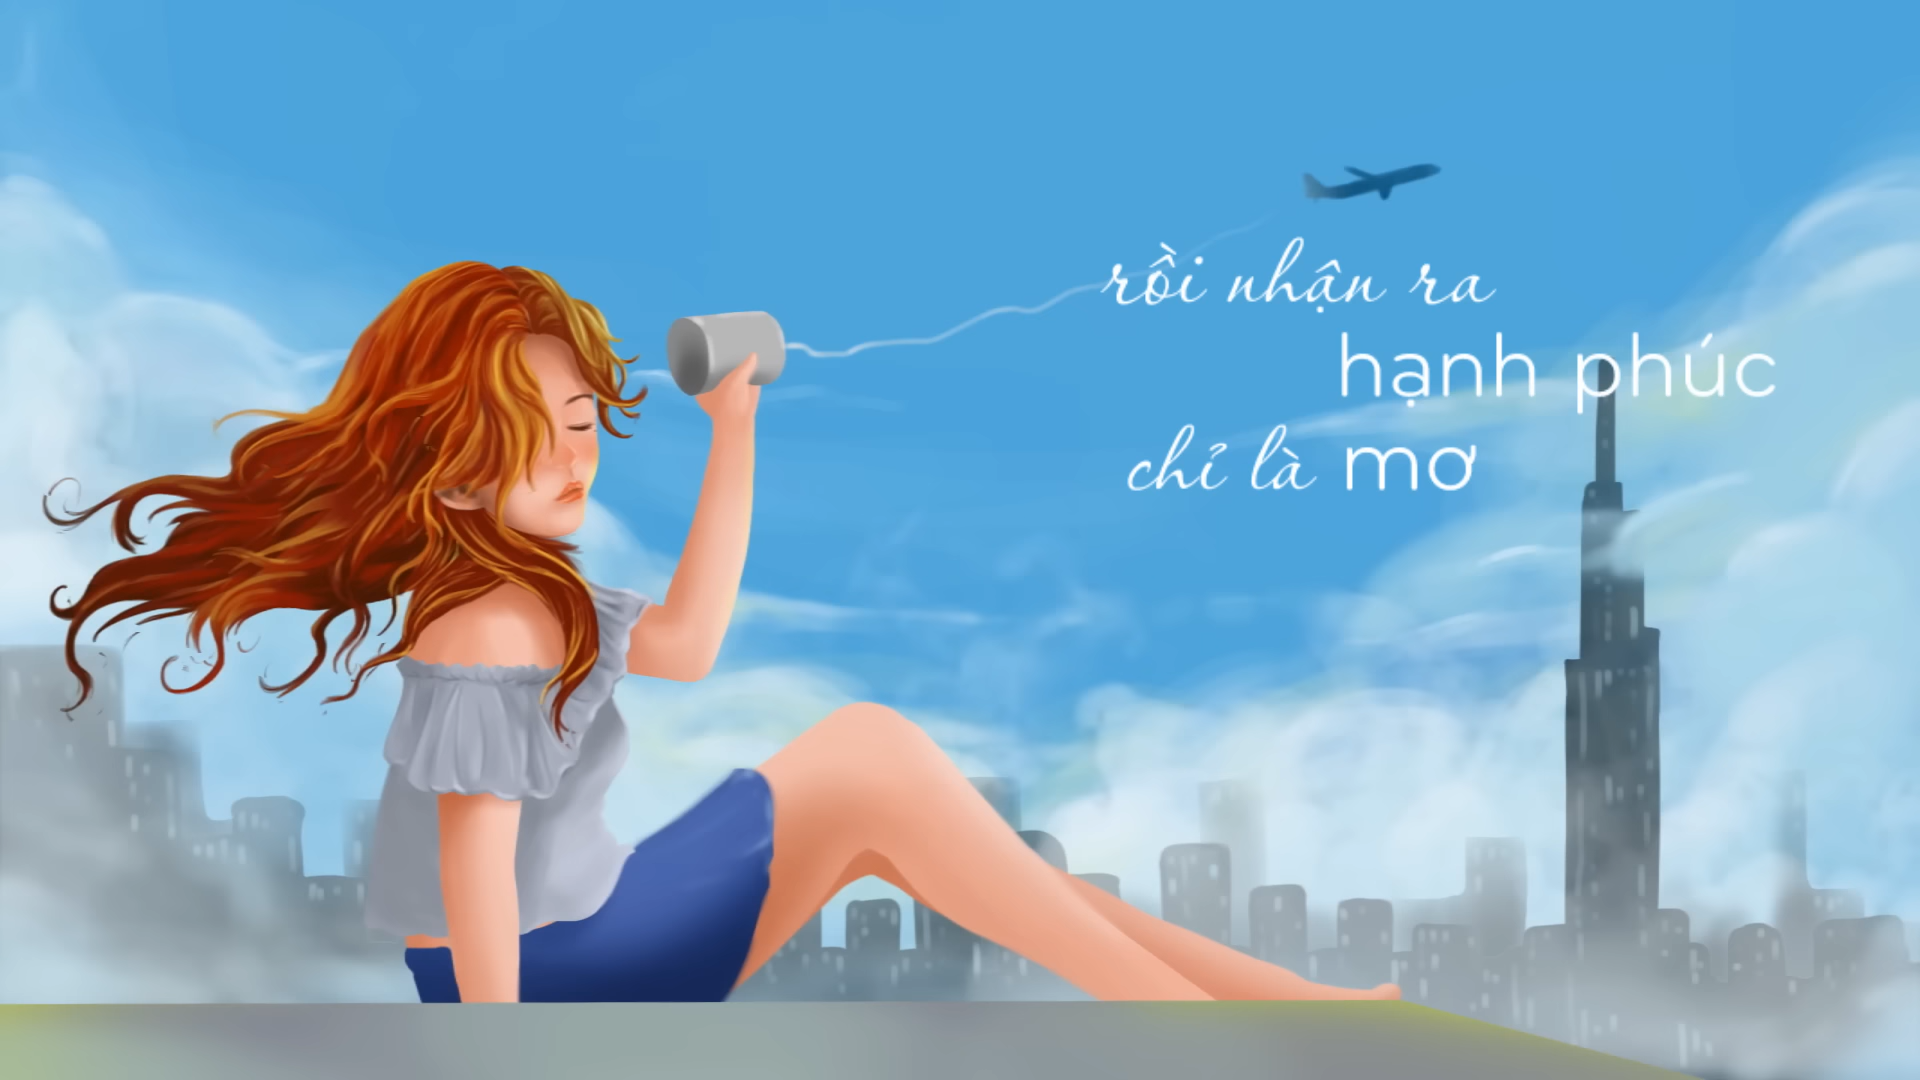 rồi nhận ra
hạnh phúc
chỉ là mơ